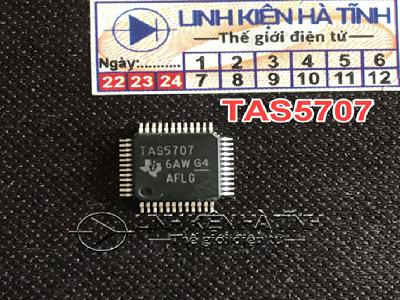 LINH KIỆN HÀ TĨNH
Thế giới điện tử
Ngày:........... 1 2 3 4 5 6
22 23 24 7 8 9 10 11 12
TAS5707
TAS5707
6AW G4
AFLG
LINH KIỆN HÀ TĨNH
Thế giới điện tử